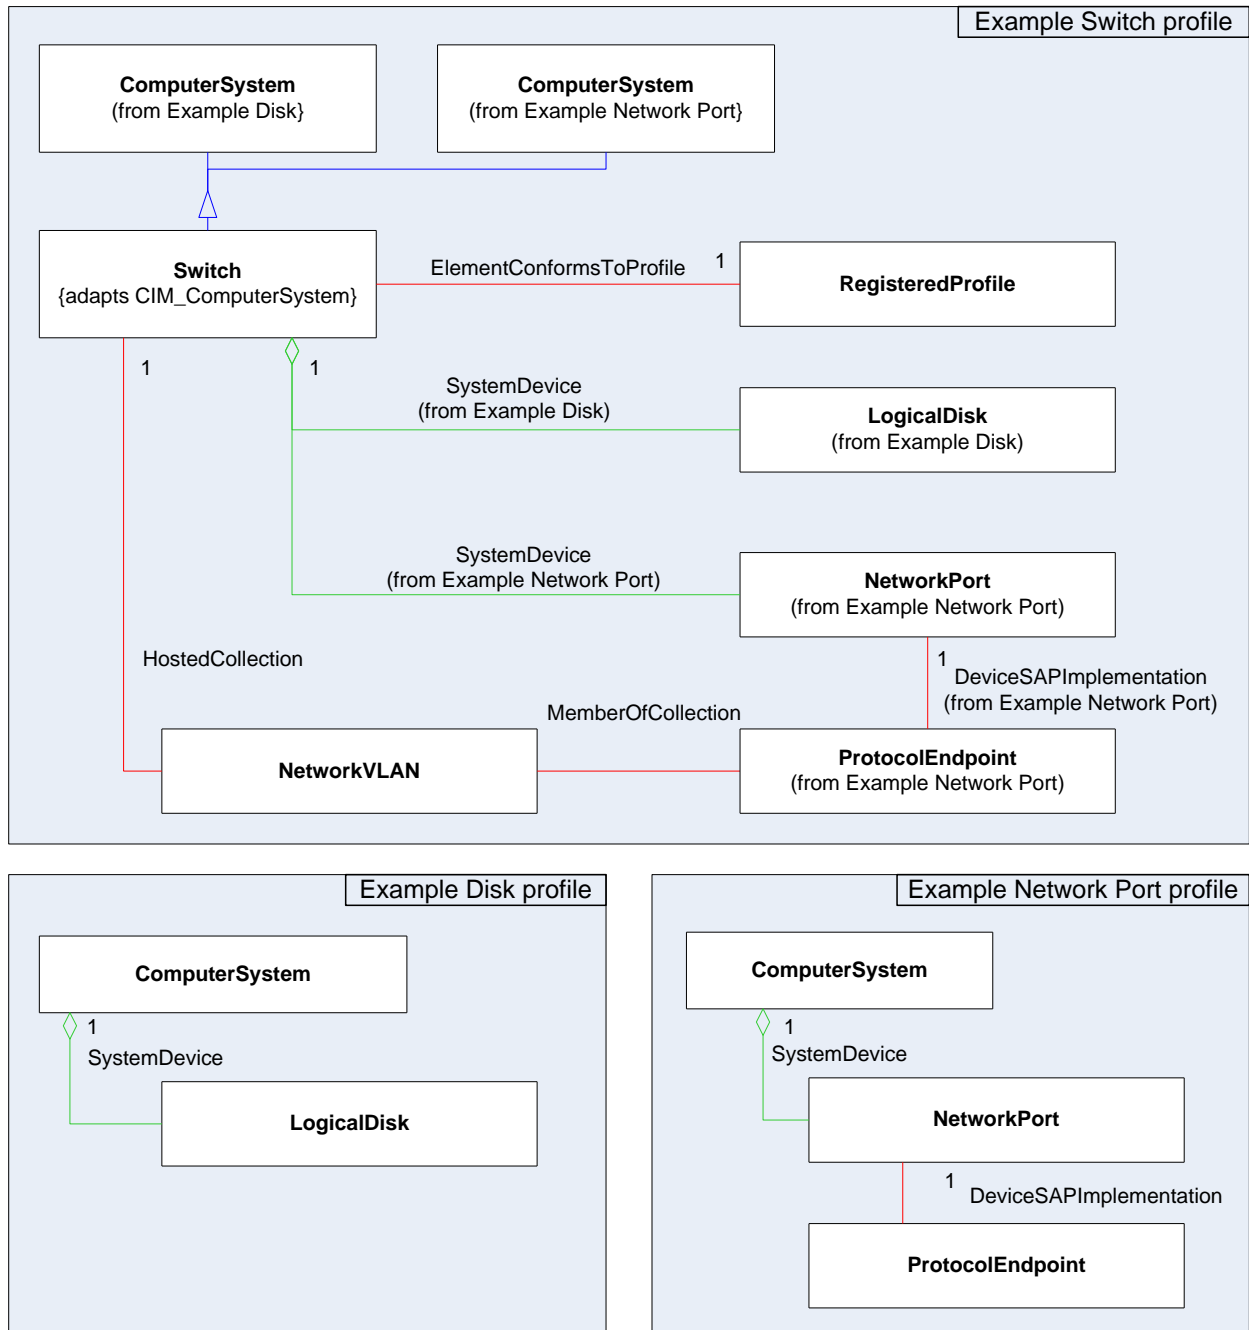 Example Switch profile
ComputerSystem
(from Example Disk}
ComputerSystem
(from Example Network Port}
Switch
{adapts CIM_ComputerSystem}
ElementConformsToProfile
1
RegisteredProfile
1
1
SystemDevice
(from Example Disk)
LogicalDisk
(from Example Disk)
SystemDevice
(from Example Network Port)
NetworkPort
(from Example Network Port)
HostedCollection
1
DeviceSAPImplementation
(from Example Network Port)
MemberOfCollection
NetworkVLAN
ProtocolEndpoint
(from Example Network Port)
Example Disk profile
ComputerSystem
1
SystemDevice
LogicalDisk
Example Network Port profile
ComputerSystem
1
SystemDevice
NetworkPort
1
DeviceSAPImplementation
ProtocolEndpoint